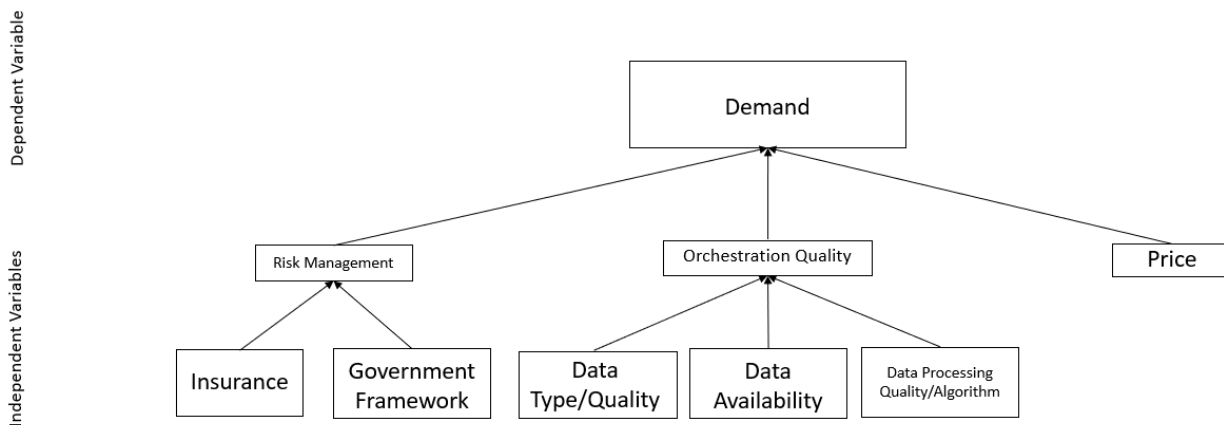 Dependent Variable
Demand
Independent Variables
Risk Management
Orchestration Quality
Price
Insurance
Government
Framework
Data
Type/Quality
Data
Availability
Data Processing
Quality/Algorithm